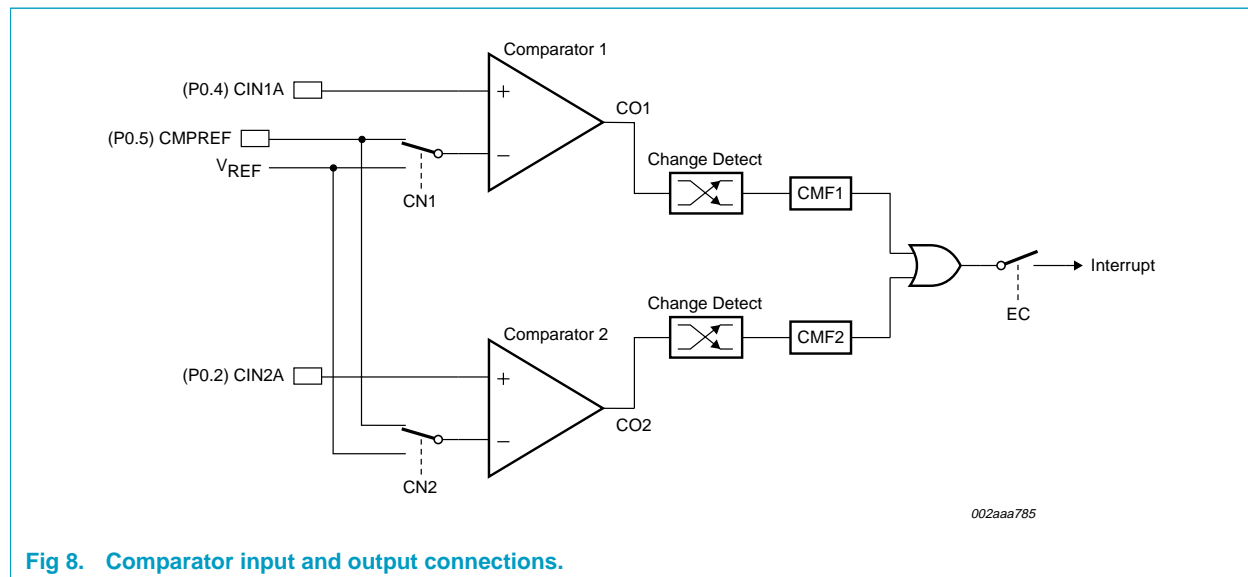 Comparator 1
(P0.4) CIN1A
+
CO1
(P0.5) CMPREF
−
Change Detect
VREF
CN1
CMF1
Interrupt
EC
Change Detect
Comparator 2
CMF2
(P0.2) CIN2A
+
CO2
−
CN2
002aaa785
Fig 8. Comparator input and output connections.